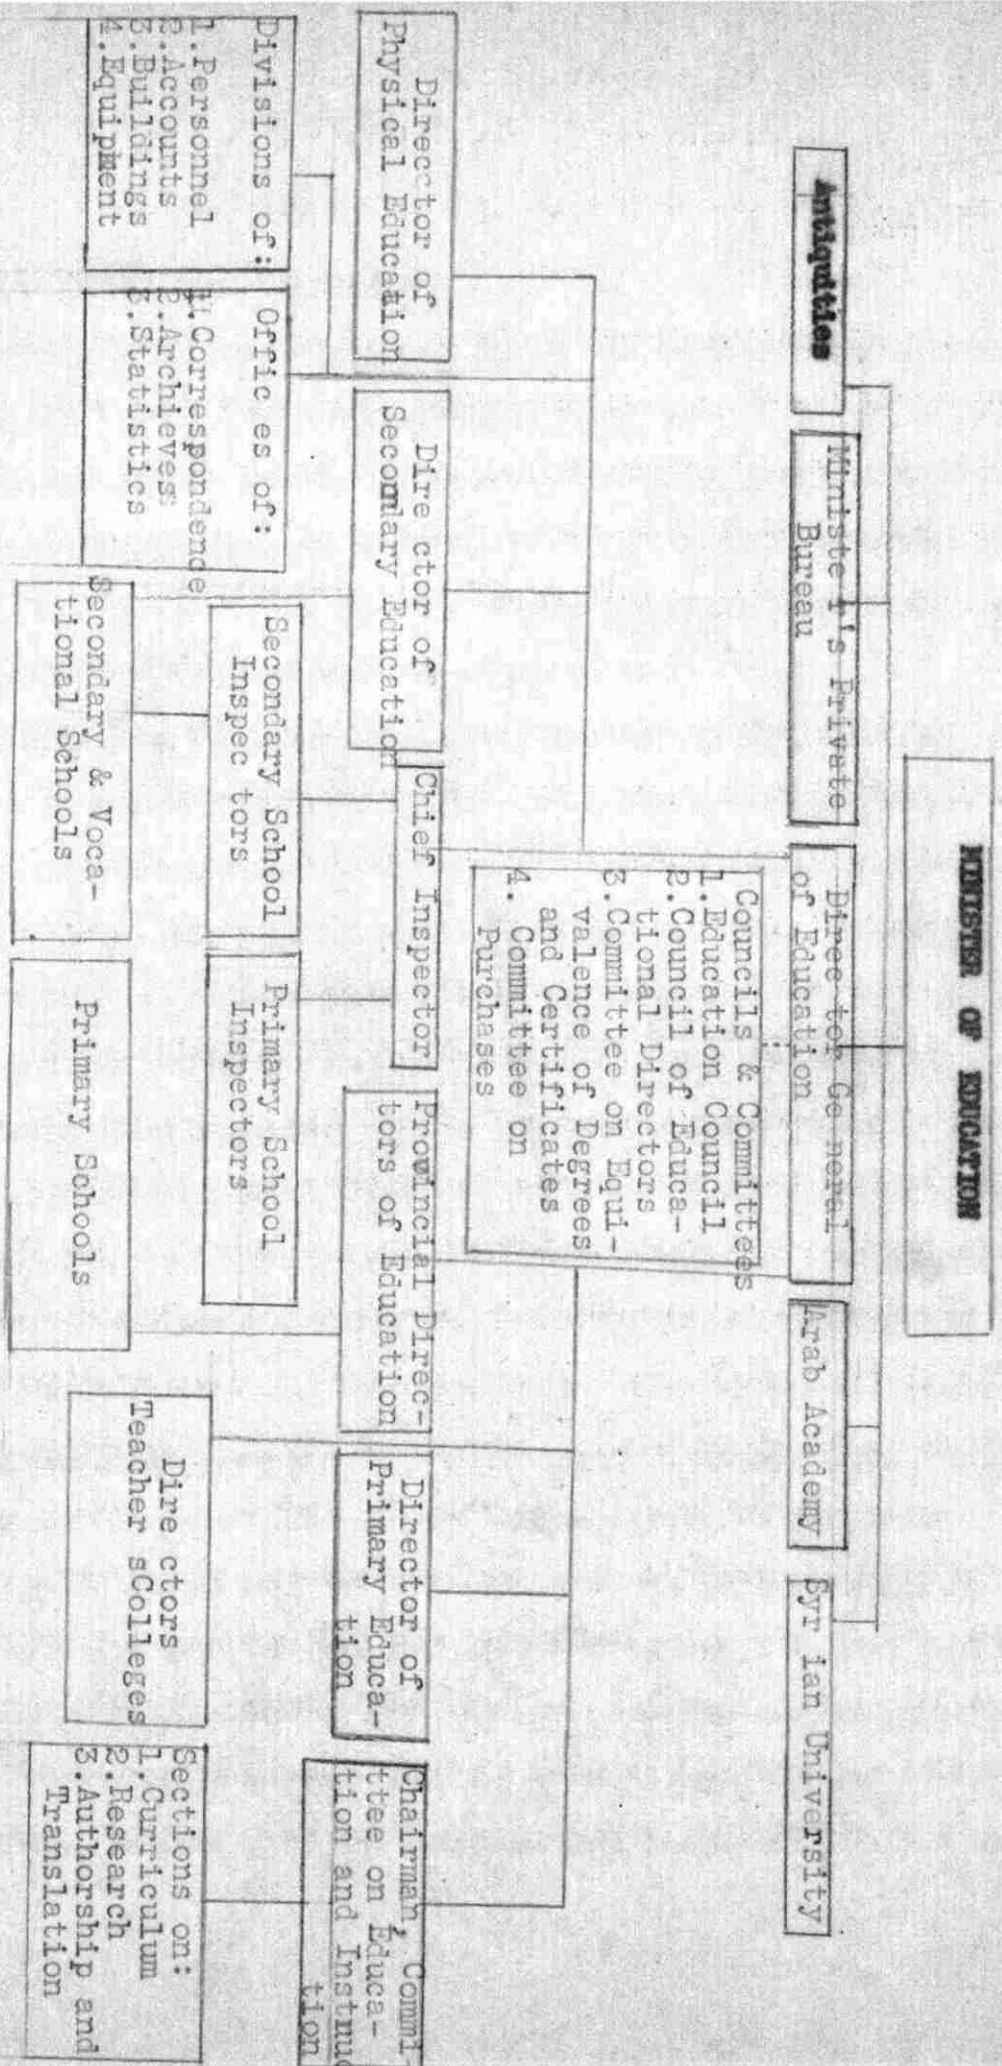 MINISTER OF EDUCATION
Antiquities
Ministe r's Private
Bureau
Direc tor Ge neral
of Education
Arab Academy
Syr ian University
Councils & Committees
1.Education Council
2.Council of Educa-
tional Directors
3.Committee on Equi-
valence of Degrees
and Certificates
4. Committee on
Purchases
Director of
Physical Education
Dire ctor of
Secondary Education
Chief Inspector
Provincial Direc-
tors of Education
Director of
Primary Educa-
tion
Chairman, Commi
ttee on Educa-
tion and Instruc
tion
Divisions of:
1.Personnel
2.Accounts
3.Buildings
4.Equipment
Offic es of:
1.Correspondende
2.Archieves
3.Statistics
Secondary School
Inspec tors
Primary School
Inspectors
Dire ctors
Teacher sColleges
Sections on:
1.Curriculum
2.Research
3.Authorship and
Translation
Secondary & Voca-
tional Schools
Primary Schools